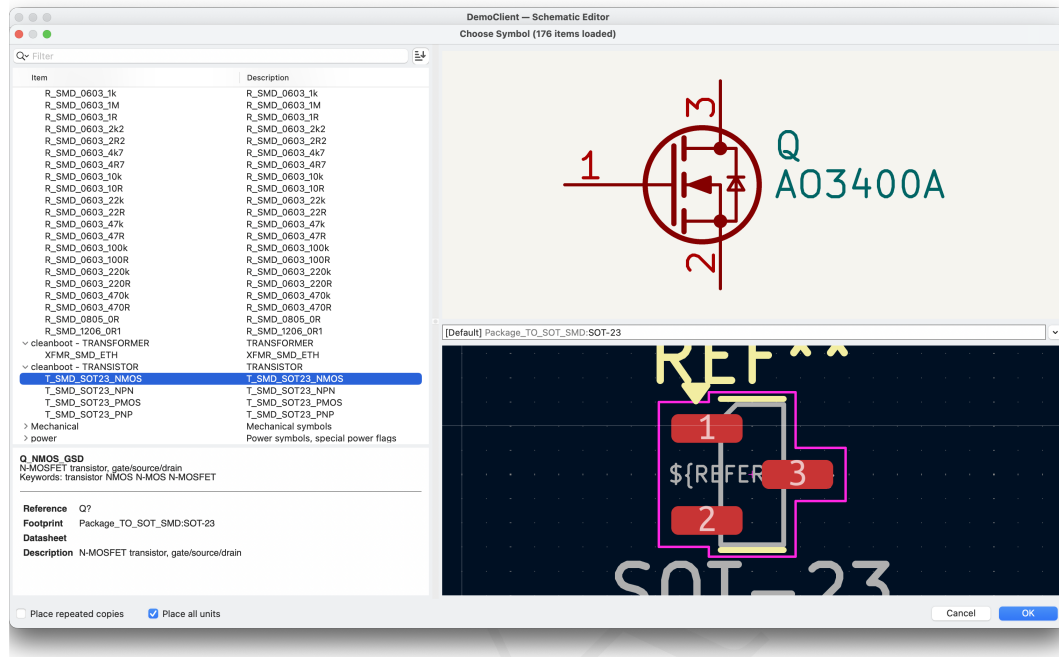 DemoClient — Schematic Editor
Choose Symbol (176 items loaded)
Filter
Item Description
R_SMD_0603_1k R_SMD_0603_1k
R_SMD_0603_1M R_SMD_0603_1M
R_SMD_0603_1R R_SMD_0603_1R
R_SMD_0603_2k2 R_SMD_0603_2k2
R_SMD_0603_2R2 R_SMD_0603_2R2
R_SMD_0603_4k7 R_SMD_0603_4k7
R_SMD_0603_4R7 R_SMD_0603_4R7
R_SMD_0603_10k R_SMD_0603_10k
R_SMD_0603_10R R_SMD_0603_10R
R_SMD_0603_22k R_SMD_0603_22k
R_SMD_0603_22R R_SMD_0603_22R
R_SMD_0603_47k R_SMD_0603_47k
R_SMD_0603_47R R_SMD_0603_47R
R_SMD_0603_100k R_SMD_0603_100k
R_SMD_0603_100R R_SMD_0603_100R
R_SMD_0603_220k R_SMD_0603_220k
R_SMD_0603_220R R_SMD_0603_220R
R_SMD_0603_470k R_SMD_0603_470k
R_SMD_0603_470R R_SMD_0603_470R
R_SMD_0805_0R R_SMD_0805_0R
R_SMD_1206_0R1 R_SMD_1206_0R1
cleanboot - TRANSFORMER TRANSFORMER
XFMR_SMD_ETH XFMR_SMD_ETH
cleanboot - TRANSISTOR TRANSISTOR
T_SMD_SOT23_NMOS T_SMD_SOT23_NMOS
T_SMD_SOT23_NPN T_SMD_SOT23_NPN
T_SMD_SOT23_PMOS T_SMD_SOT23_PMOS
T_SMD_SOT23_PNP T_SMD_SOT23_PNP
Mechanical Mechanical symbols
power Power symbols, special power flags
Q_NMOS_GSD
N-MOSFET transistor, gate/source/drain
Keywords: transistor NMOS N-MOS N-MOSFET
Reference Q?
Footprint Package_TO_SOT_SMD:SOT-23
Datasheet
Description N-MOSFET transistor, gate/source/drain
3
Q
1
AO3400A
2
[Default] Package_TO_SOT_SMD:SOT-23
REF**
1
${REFER
3
2
SOT-23
Place repeated copies Place all units
Cancel OK